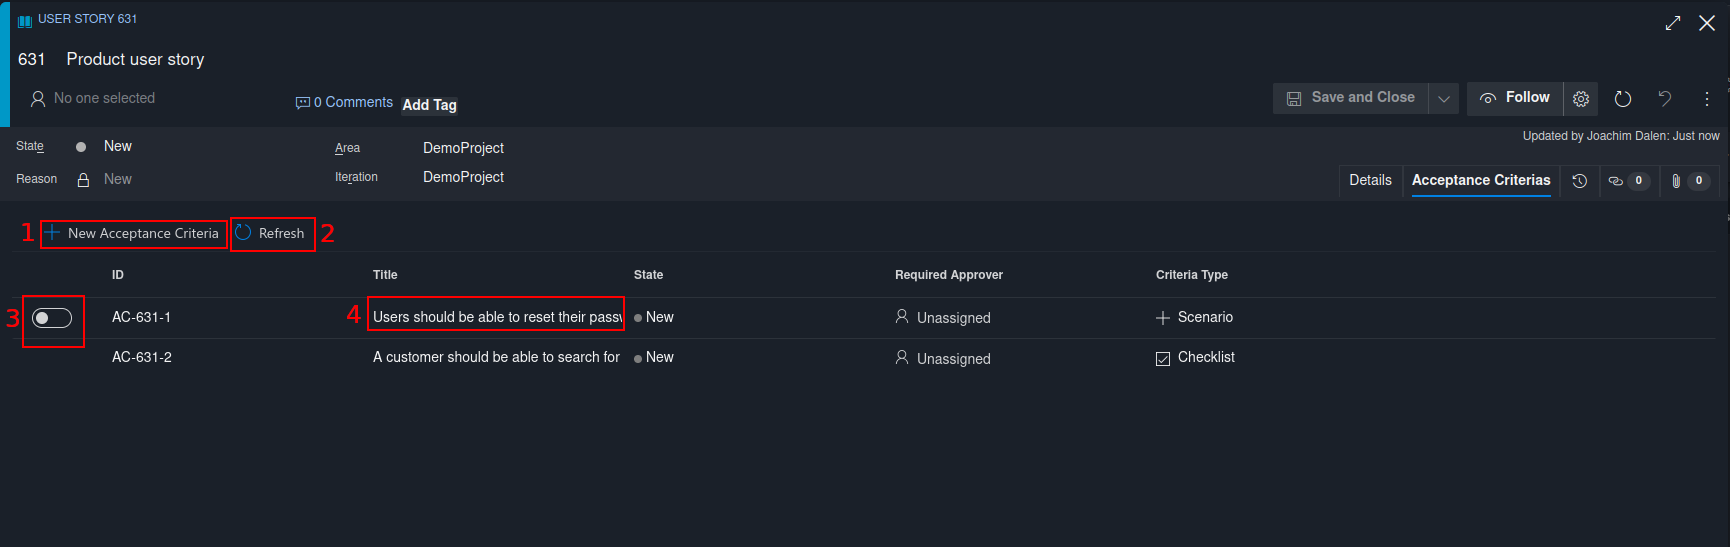 USER STORY 631
631 Product user story
No one selected
0 Comments
Add Tag
Save and Close
Follow
State New
Area DemoProject
Updated by Joachim Dalen: Just now
Reason New
Iteration DemoProject
Details
Acceptance Criterias
0
0
1
New Acceptance Criteria
Refresh
2
ID Title State Required Approver Criteria Type
3
AC-631-1
4
Users should be able to reset their
New
Unassigned
Scenario
AC-631-2
A customer should be able to search for
New
Unassigned
Checklist